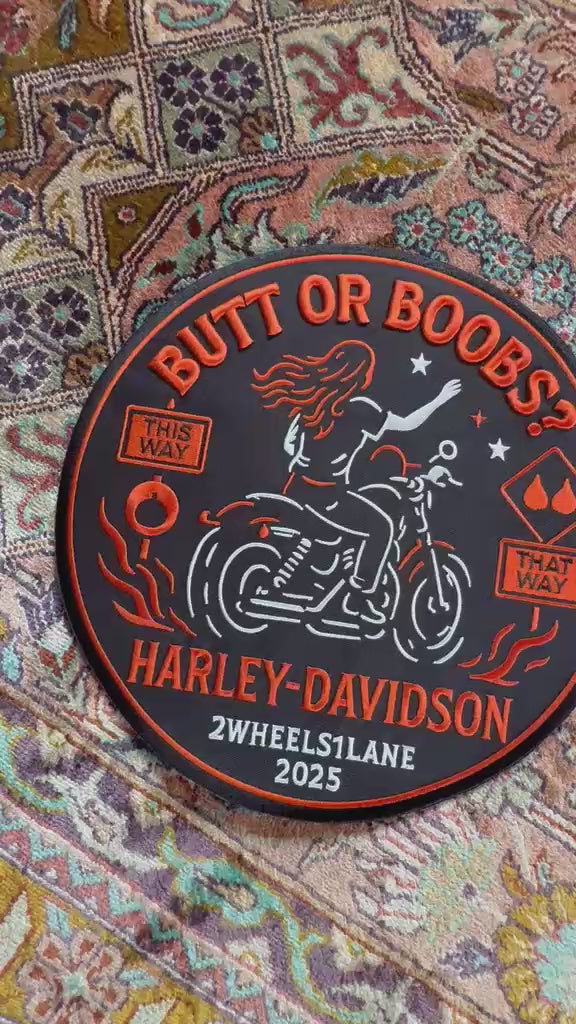 BUTT OR BOOBS?
THIS
WAY
THAT
WAY
HARLEY-DAVIDSON
2WHEELS1LANE
2025